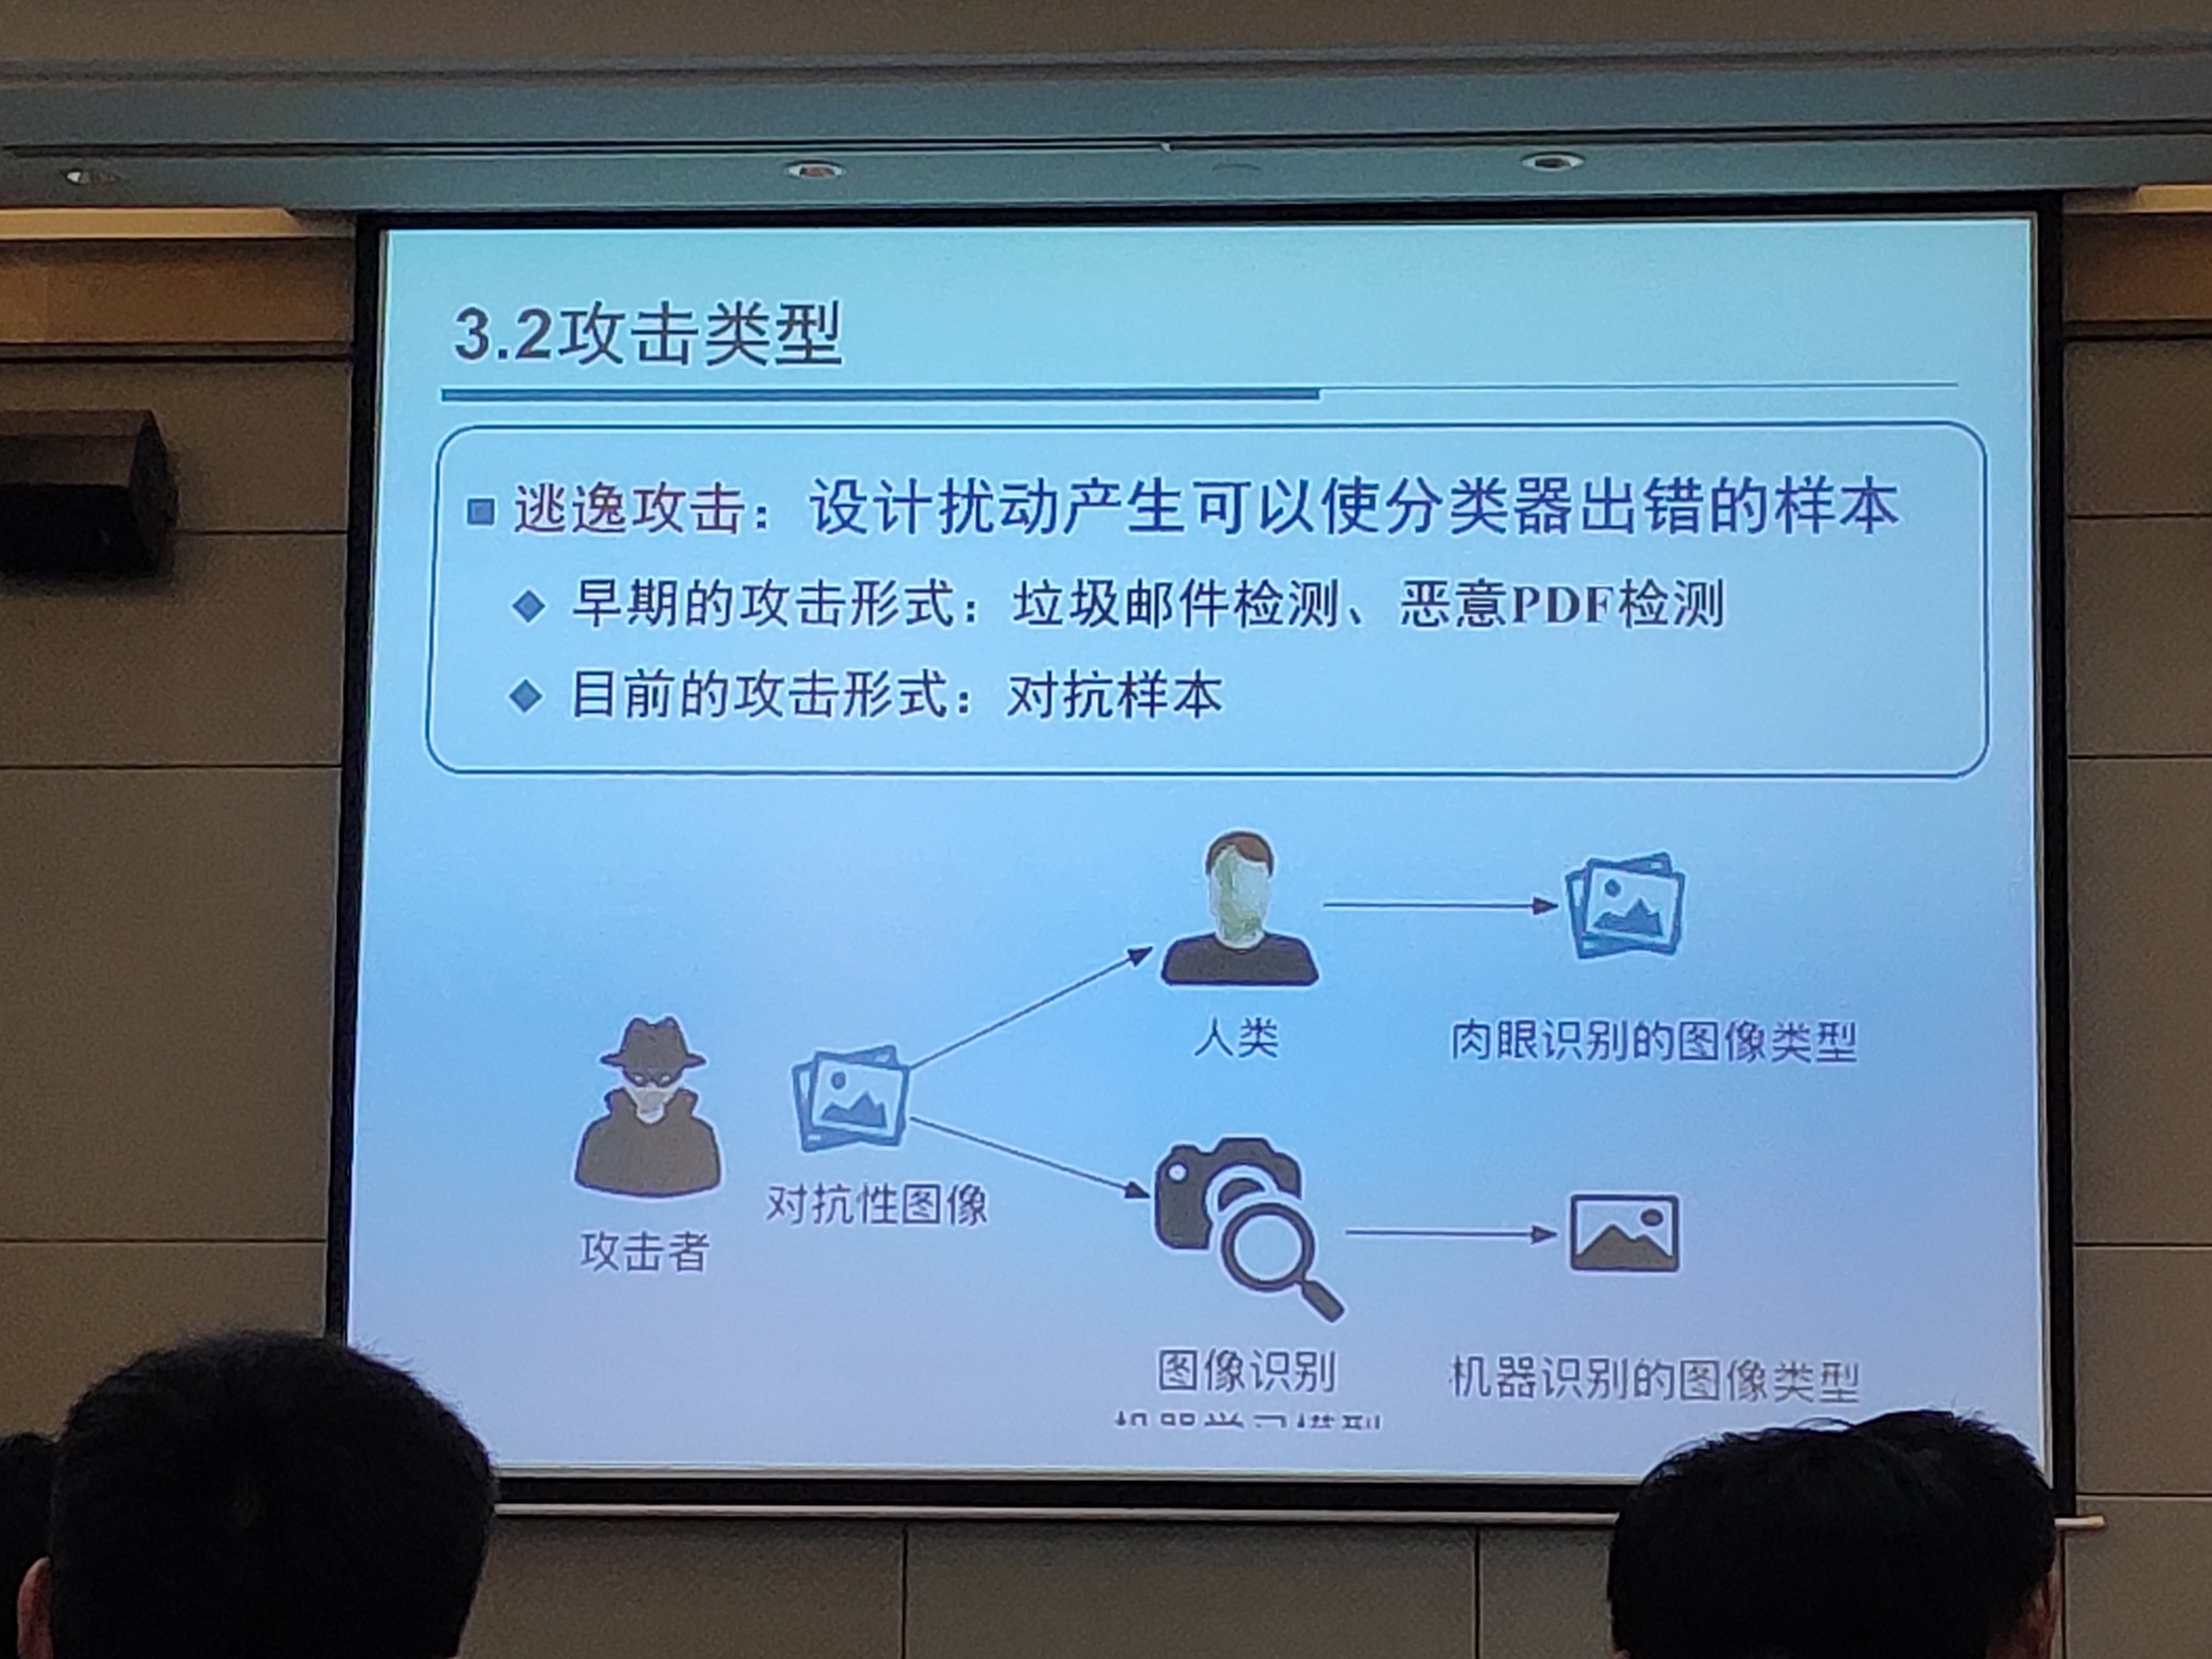 3.2攻击类型
逃逸攻击：设计扰动产生可以使分类器出错的样本
早期的攻击形式：垃圾邮件检测、恶意PDF检测
目前的攻击形式：对抗样本
人类
肉眼识别的图像类型
对抗性图像
攻击者
图像识别
机器识别的图像类型